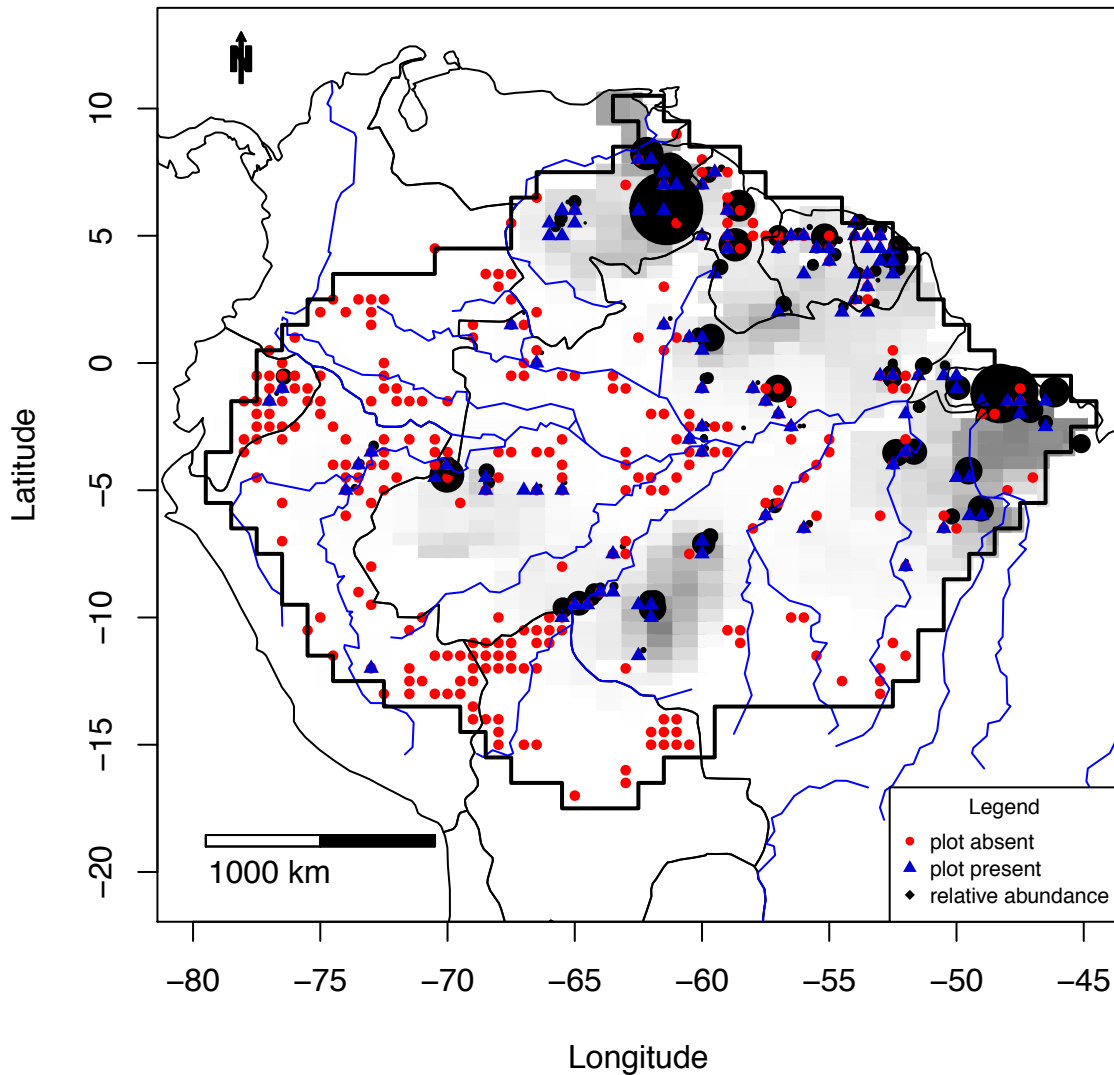 N
10
5
0
−5
−10
−15
−20
Latitude
1000 km
Legend
plot absent
plot present
relative abundance
−80
−75
−70
−65
−60
−55
−50
−45
Longitude